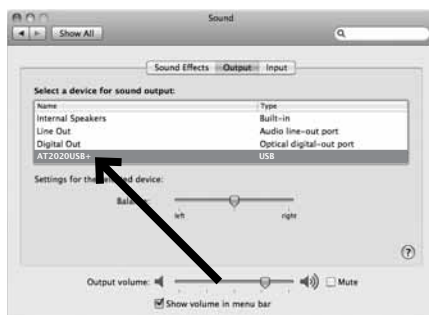 Sound
Show All
Sound Effects Output Input
Select a device for sound output:
Name Type
Internal Speakers Built-in
Line Out Audio line-out port
Digital Out Optical digital-out port
AT2020USB+ USB
Settings for the device:
left right
Output volume: Mute
Show volume in menu bar
?